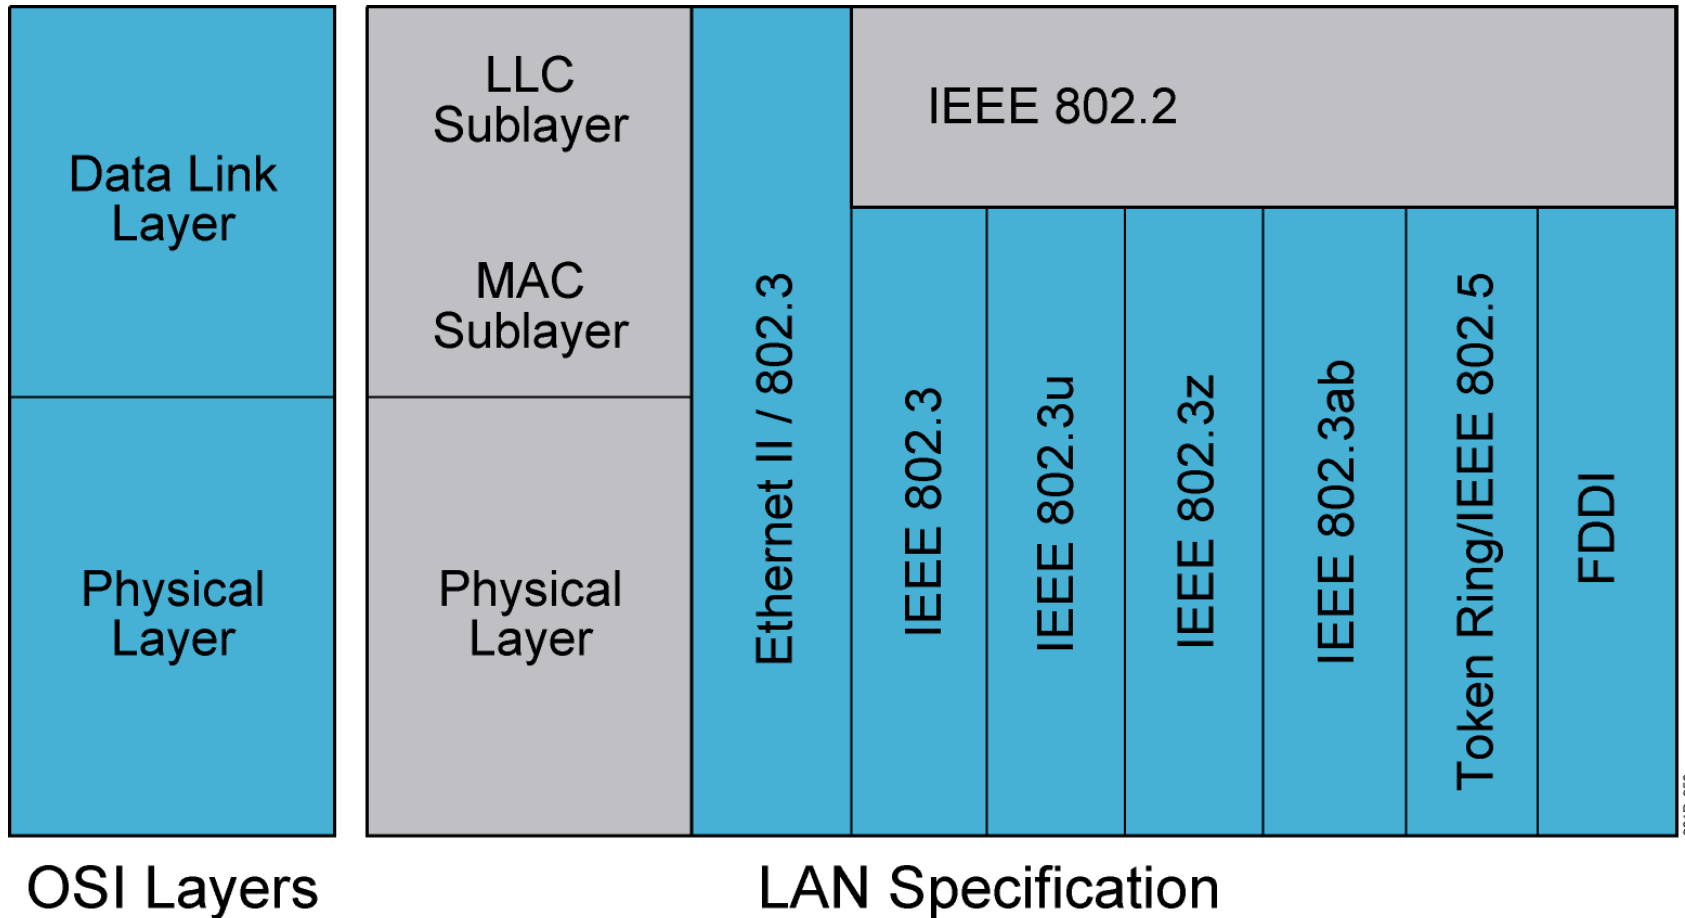 Data Link
Layer
Physical
Layer
LLC
Sublayer
MAC
Sublayer
Physical
Layer
Ethernet II / 802.3
IEEE 802.2
IEEE 802.3
IEEE 802.3u
IEEE 802.3z
IEEE 802.3ab
Token Ring/IEEE 802.5
FDDI
OSI Layers
LAN Specification